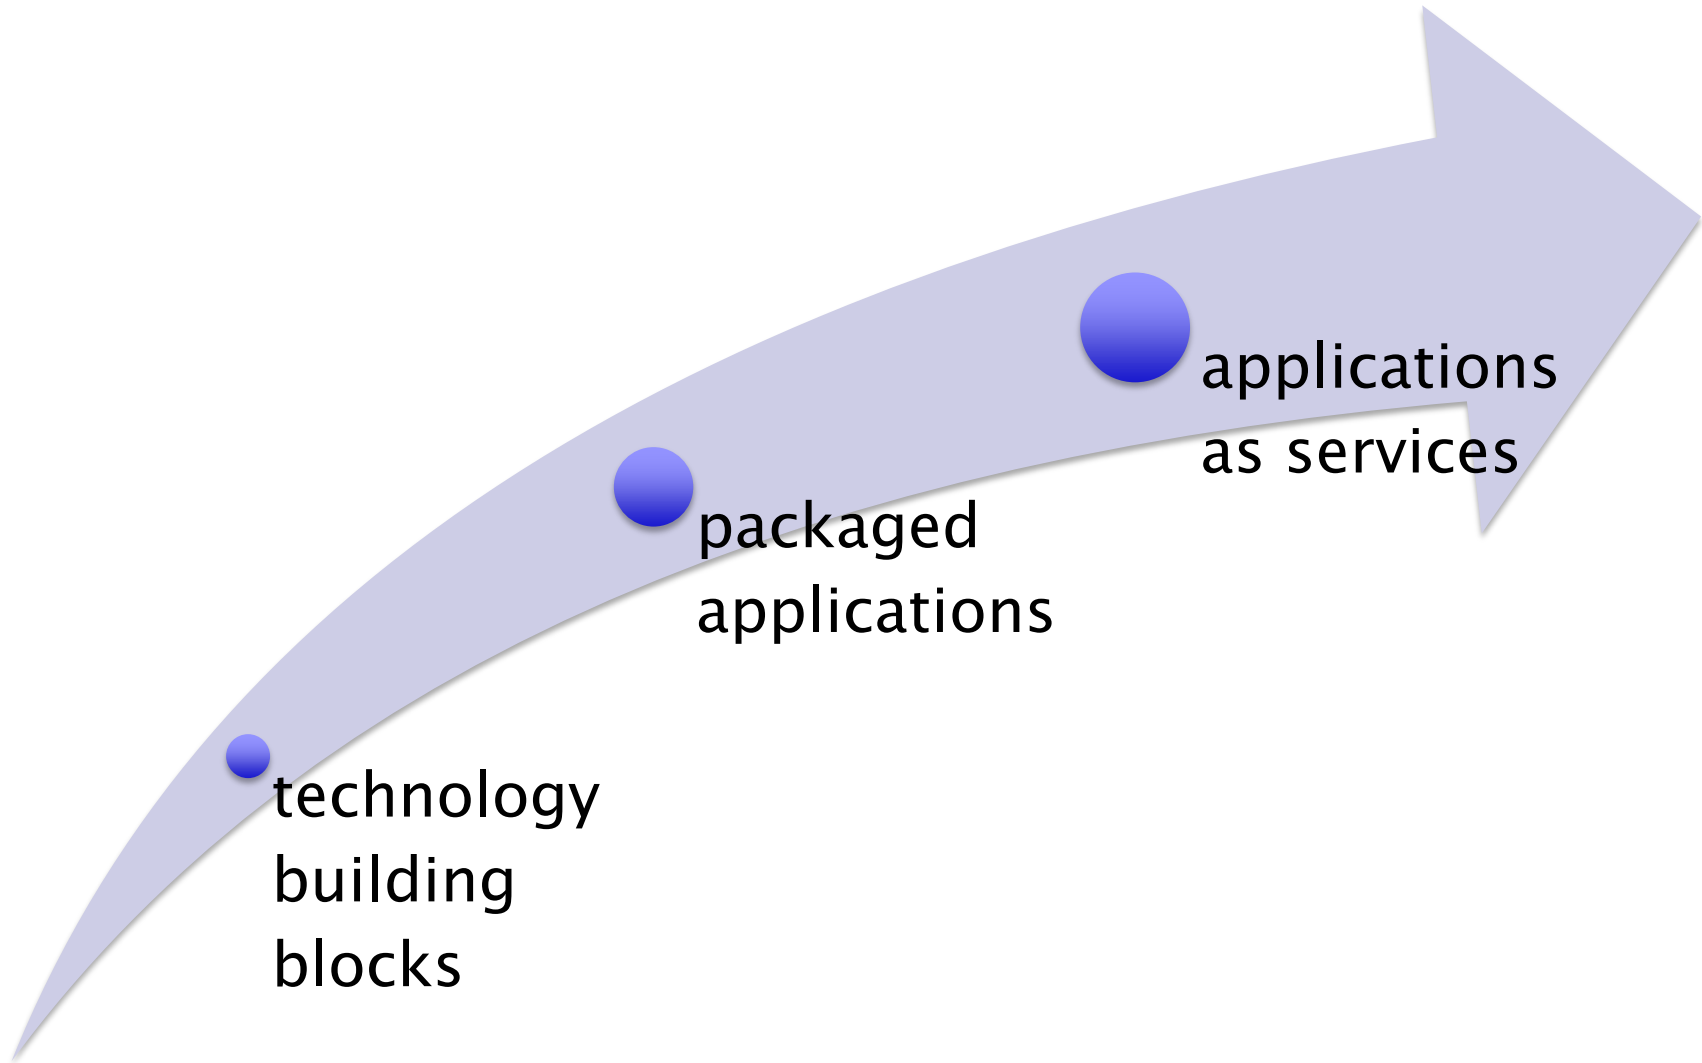 applications
as services
packaged
applications
technology
building
blocks